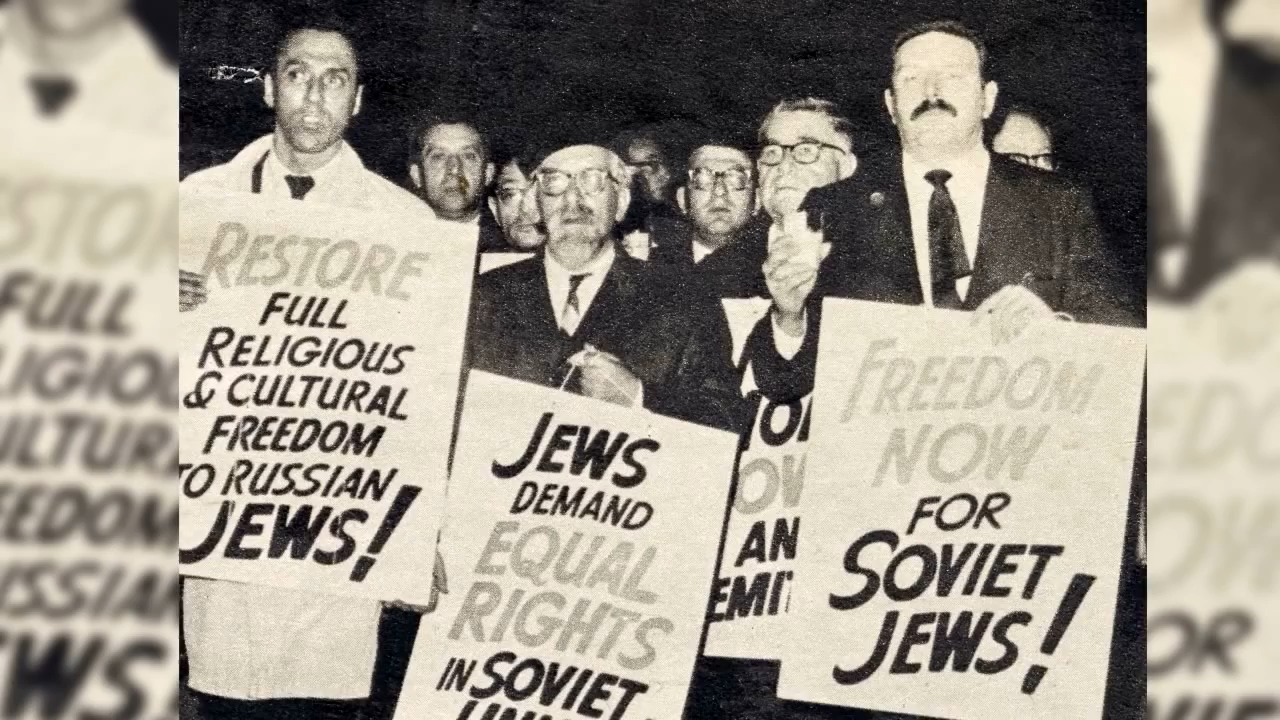 RESTORE
FULL
RELIGIOUS
& CULTURAL
FREEDOM
TO RUSSIAN
JEWS!
JEWS
DEMAND
EQUAL
RIGHTS
IN SOVIET
FREEDOM
NOW
FOR
SOVIET
JEWS!